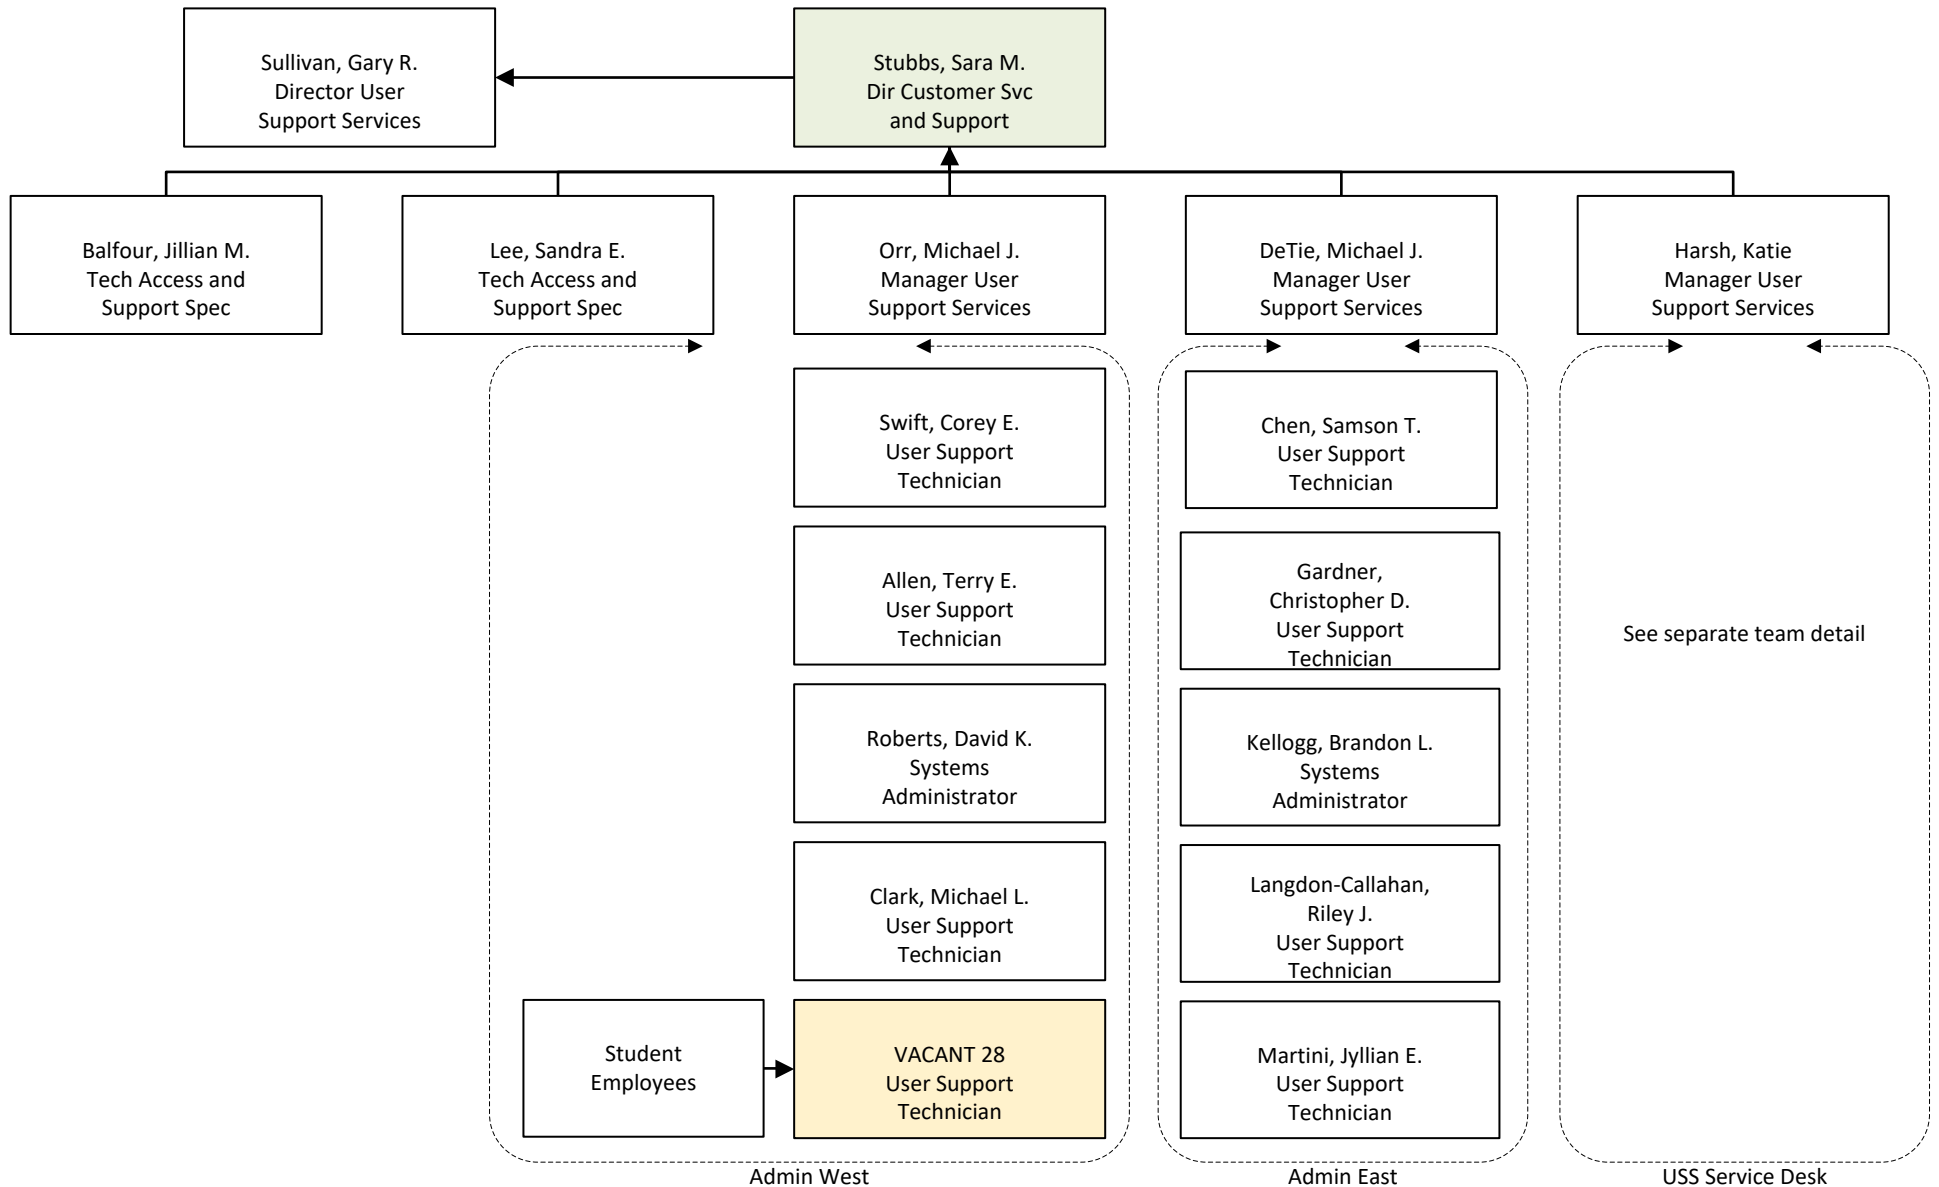 Sullivan, Gary R.
Director User
Support Services
Stubbs, Sara M.
Dir Customer Svc
and Support
Balfour, Jillian M.
Tech Access and
Support Spec
Lee, Sandra E.
Tech Access and
Support Spec
Orr, Michael J.
Manager User
Support Services
DeTie, Michael J.
Manager User
Support Services
Harsh, Katie
Manager User
Support Services
Swift, Corey E.
User Support
Technician
Allen, Terry E.
User Support
Technician
Roberts, David K.
Systems
Administrator
Clark, Michael L.
User Support
Technician
Student
Employees
VACANT 28
User Support
Technician
Admin West
Chen, Samson T.
User Support
Technician
Gardner,
Christopher D.
User Support
Technician
Kellogg, Brandon L.
Systems
Administrator
Langdon-Callahan,
Riley J.
User Support
Technician
Martini, Jyllian E.
User Support
Technician
Admin East
See separate team detail
USS Service Desk